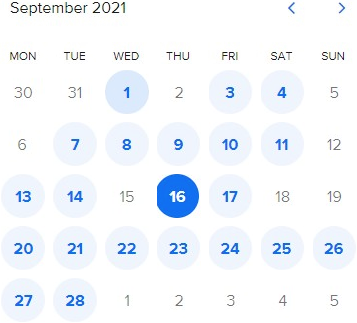 September 2021
MON TUE WED THU FRI SAT SUN
30 31 1 2 3 4 5
6 7 8 9 10 11 12
13 14 15 16 17 18 19
20 21 22 23 24 25 26
27 28 1 2 3 4 5